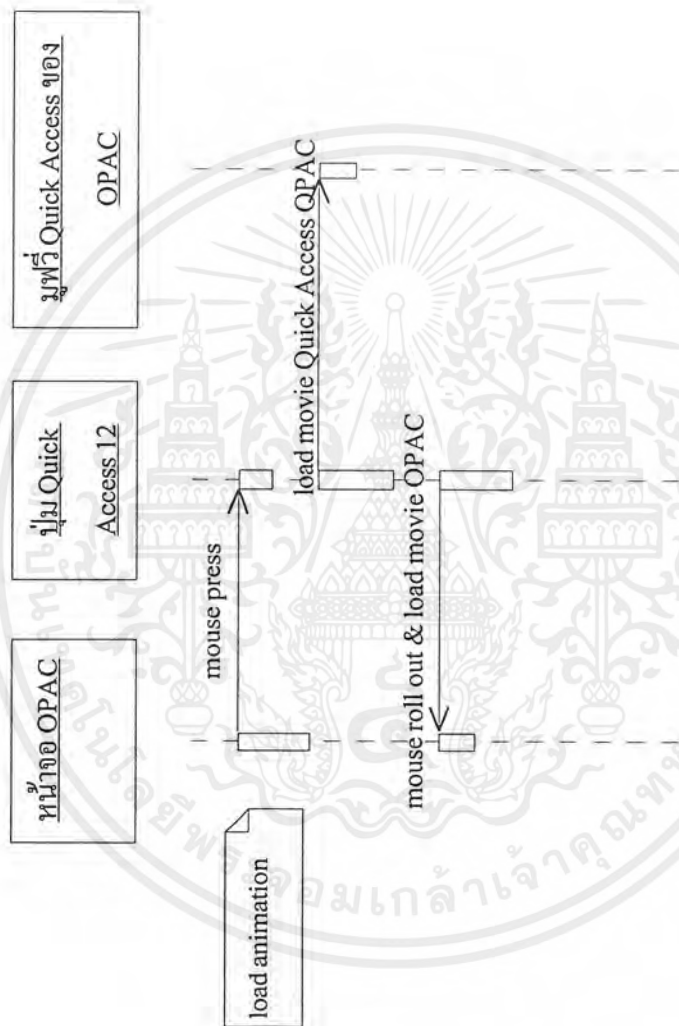 หน้าจอ OPAC
ปุ่ม Quick
Access 12
มูฟวี่ Quick Access ของ
OPAC
load animation
mouse press
load movie Quick Access OPAC
mouse roll out & load movie OPAC